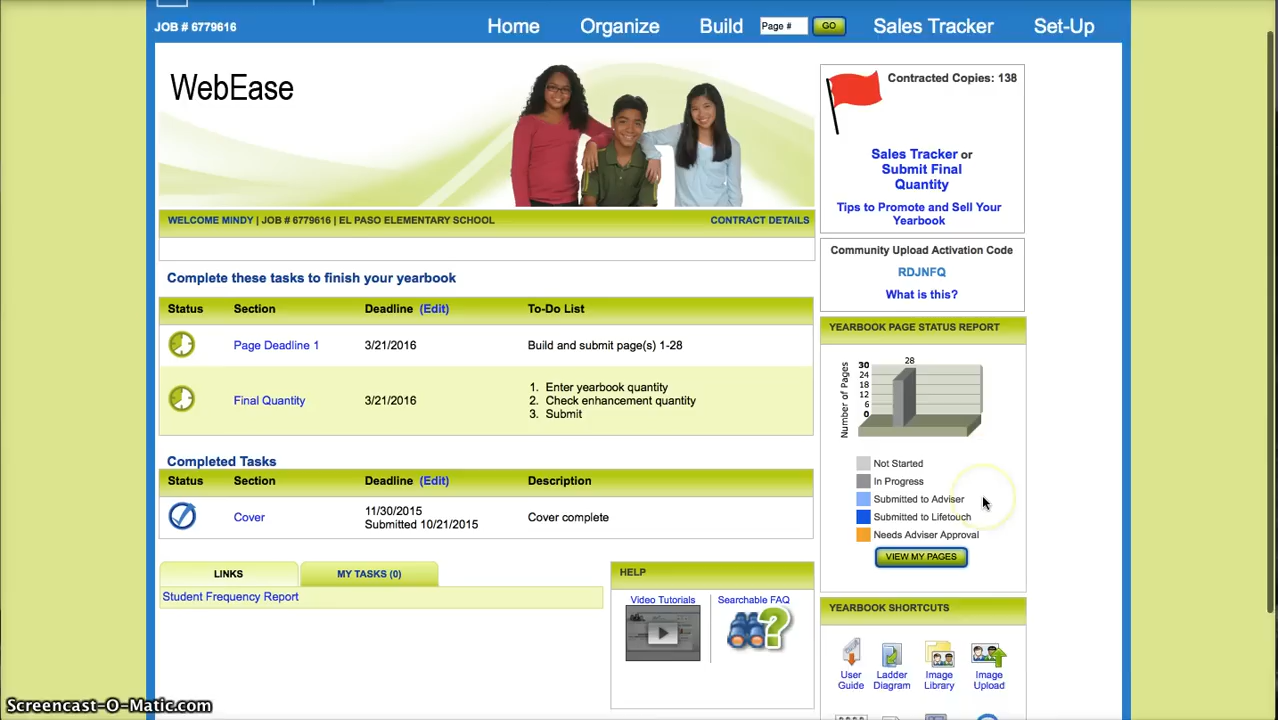 JOB # 6779616
Home Organize Build Page # GO Sales Tracker Set-Up
WebEase
WELCOME MINDY | JOB # 6779616 | EL PASO ELEMENTARY SCHOOL
CONTRACT DETAILS
Complete these tasks to finish your yearbook
Status Section Deadline (Edit) To-Do List
Page Deadline 1 3/21/2016 Build and submit page(s) 1-28
Final Quantity 3/21/2016
1. Enter yearbook quantity
2. Check enhancement quantity
3. Submit
Completed Tasks
Status Section Deadline (Edit) Description
Cover
11/30/2015
Submitted 10/21/2015
Cover complete
LINKS
MY TASKS (0)
Student Frequency Report
HELP
Video Tutorials
Searchable FAQ
Contracted Copies: 138
Sales Tracker or
Submit Final
Quantity
Tips to Promote and Sell Your
Yearbook
Community Upload Activation Code
RDJNFQ
What is this?
YEARBOOK PAGE STATUS REPORT
Number of Pages
30
24
18
12
6
0
28
Not Started
In Progress
Submitted to Adviser
Submitted to Lifetouch
Needs Adviser Approval
VIEW MY PAGES
YEARBOOK SHORTCUTS
User
Guide
Ladder
Diagram
Image
Library
Image
Upload
Screencast-O-Matic.com